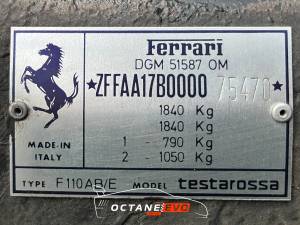 Ferrari
DGM 51587 OM
*ZFFAA17B0000 75470*
1840 Kg
1840 Kg
MADE-IN ITALY
1 - 790 Kg
2 - 1050 Kg
TYPE F110AB/E MODEL testarossa
OCTANE EVO